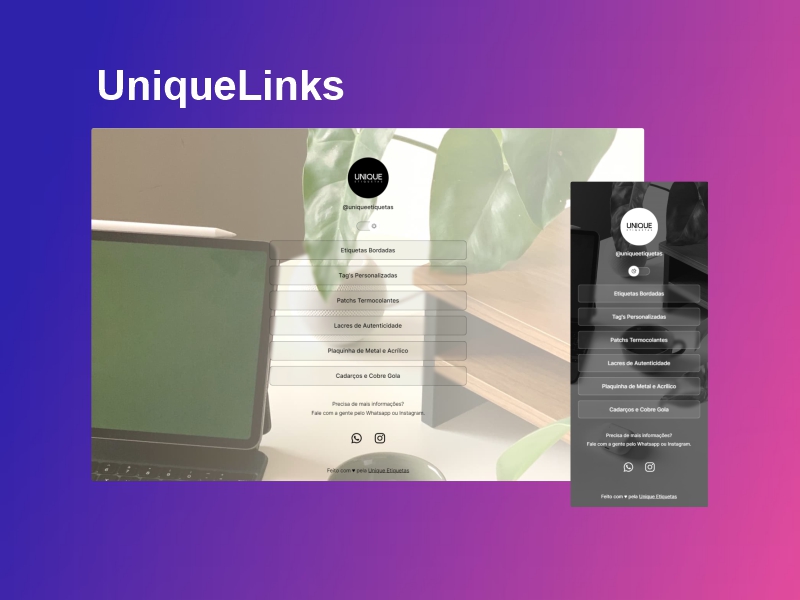 UniqueLinks
UNIQUE
ETIQUETAS
@uniqueetiquetas
Etiquetas Bordadas
Tag's Personalizadas
Patchs Termocolantes
Lacres de Autenticidade
Plaquinha de Metal e Acrílico
Cadarços e Cobre Gola
Precisa de mais informações?
Fale com a gente pelo Whatsapp ou Instagram.
Feito com ♥ pela Unique Etiquetas
UNIQUE
ETIQUETAS
@uniqueetiquetas
Etiquetas Bordadas
Tag's Personalizadas
Patchs Termocolantes
Lacres de Autenticidade
Plaquinha de Metal e Acrílico
Cadarços e Cobre Gola
Precisa de mais informações?
Fale com a gente pelo Whatsapp ou Instagram.
Feito com ♥ pela Unique Etiquetas